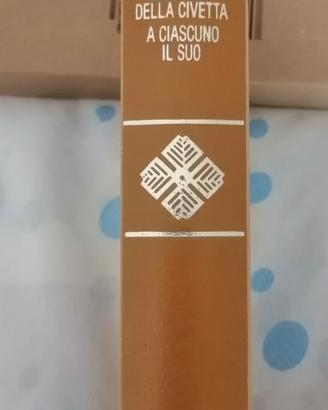 DELLA CIVETTA
A CIASCUNO
IL SUO